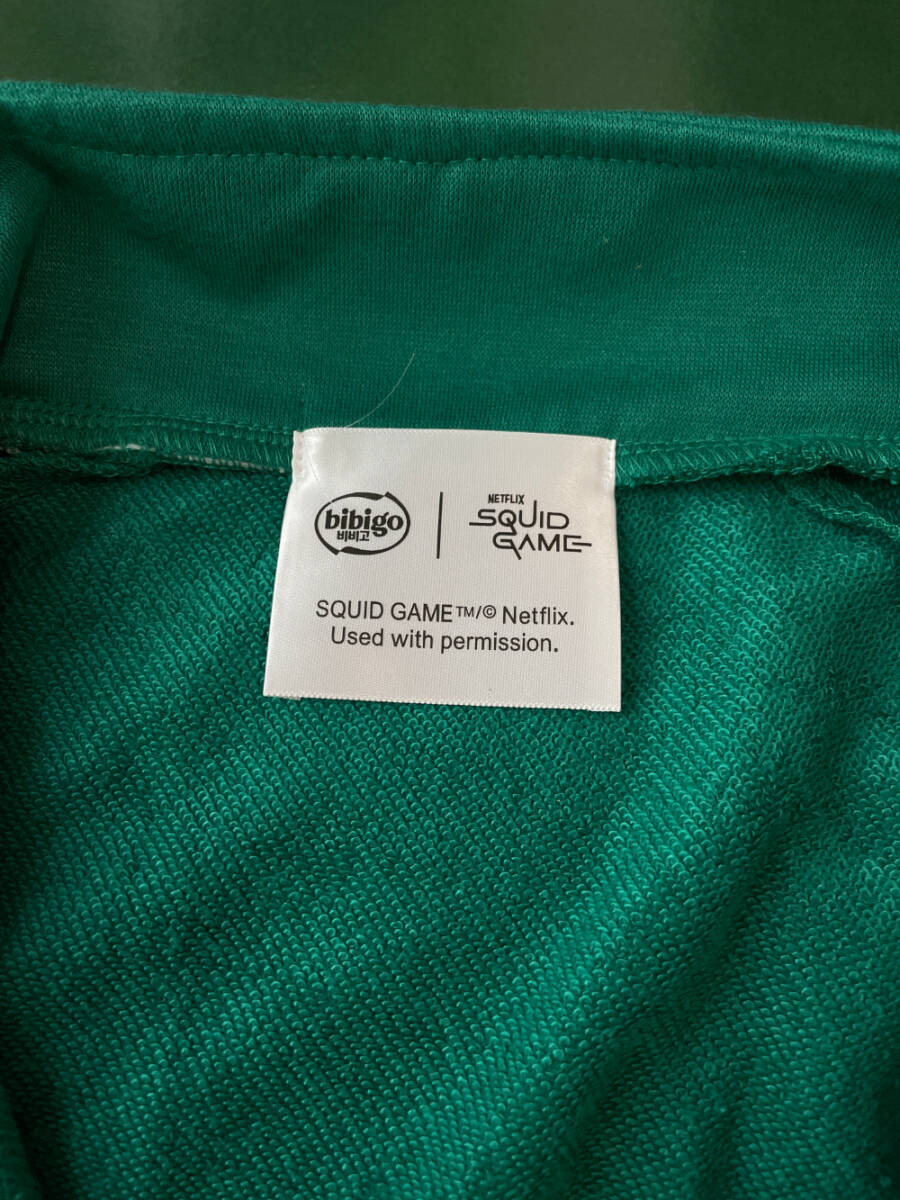 bibigo
비비고
NETFLIX
SQUID
GAME
SQUID GAME™/© Netflix.
Used with permission.